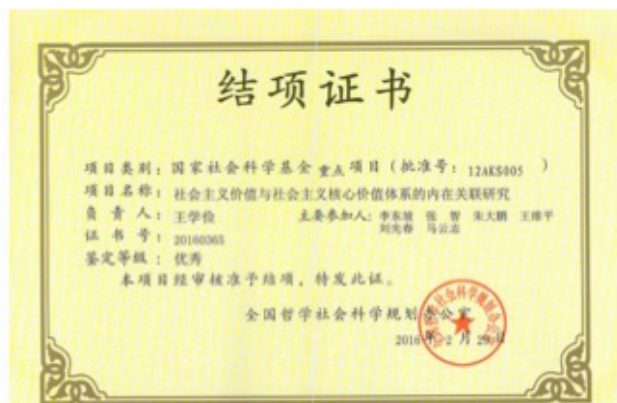 结项证书
项目类别：国家社会科学基金重点项目（批准号：12AKS005）
项目名称：社会主义价值与社会主义核心价值体系的内在关联研究
负责人：王学俭 主要参加人：李东坡 张智 朱大鹏 王维平
刘先春 马云志
证书号：20160365
鉴定等级：优秀
本项目经审核准予结项，特发此证。
全国哲学社会科学规划办公室
2016年2月29日